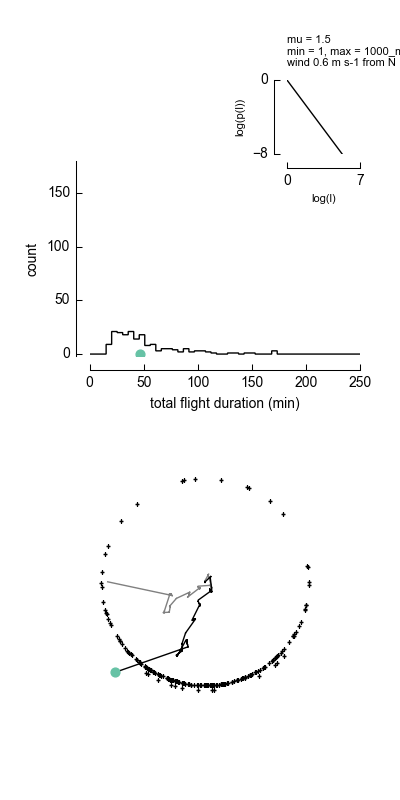 mu = 1.5
min = 1, max = 1000_m
wind 0.6 m s-1 from N
0
log(p(l))
−8
0 7
log(l)
150
100
50
0
count
0 50 100 150 200 250
total flight duration (min)